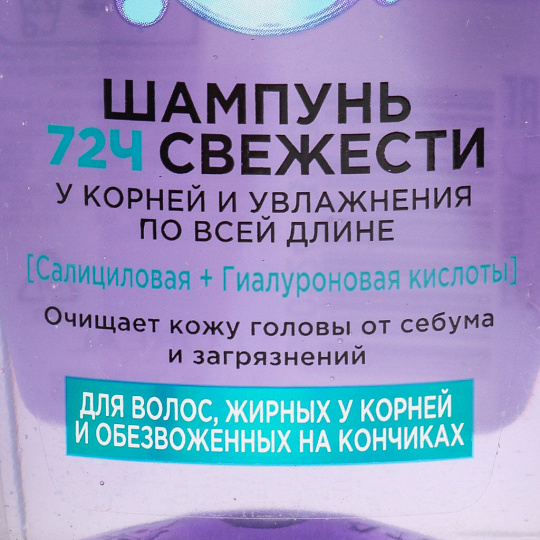 ШАМПУНЬ
72Ч СВЕЖЕСТИ
У КОРНЕЙ И УВЛАЖНЕНИЯ
ПО ВСЕЙ ДЛИНЕ
[Салициловая + Гиалуроновая кислоты]
Очищает кожу головы от себума
и загрязнений
ДЛЯ ВОЛОС, ЖИРНЫХ У КОРНЕЙ
И ОБЕЗВОЖЕННЫХ НА КОНЧИКАХ